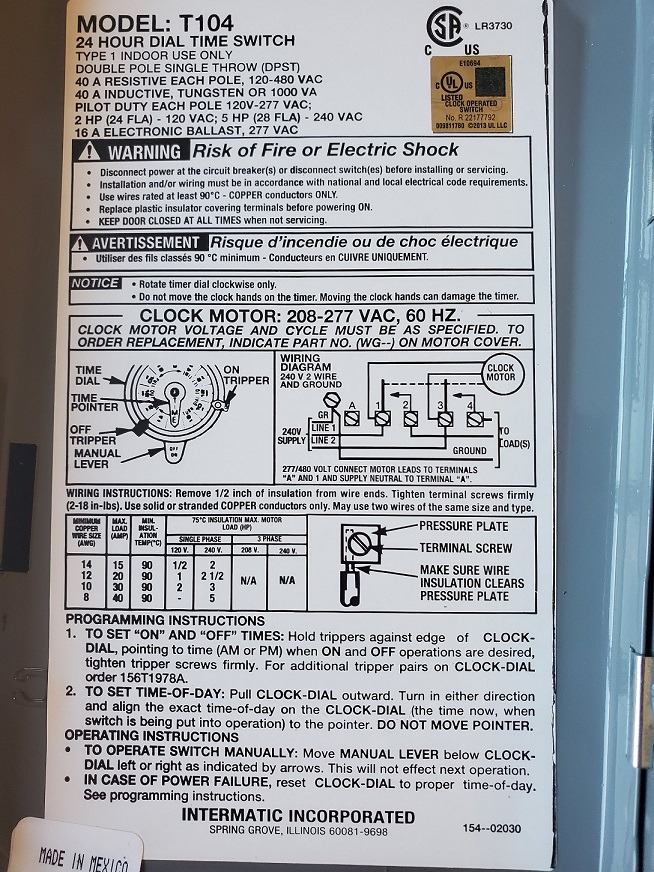 MODEL: T104
24 HOUR DIAL TIME SWITCH
TYPE 1 INDOOR USE ONLY
DOUBLE POLE SINGLE THROW (DPST)
40 A RESISTIVE EACH POLE, 120-480 VAC
40 A INDUCTIVE, TUNGSTEN OR 1000 VA
PILOT DUTY EACH POLE 120V-277 VAC;
2 HP (24 FLA) - 120 VAC; 5 HP (28 FLA) - 240 VAC
16 A ELECTRONIC BALLAST, 277 VAC
SA ® LR3730
C US
E10694
C UL US
LISTED
CLOCK OPERATED
SWITCH
No. R 22177792
009811780 ©2013 UL LLC
WARNING Risk of Fire or Electric Shock
• Disconnect power at the circuit breaker(s) or disconnect switch(es) before installing or servicing.
• Installation and/or wiring must be in accordance with national and local electrical code requirements.
• Use wires rated at least 90°C - COPPER conductors ONLY.
• Replace plastic insulator covering terminals before powering ON.
• KEEP DOOR CLOSED AT ALL TIMES when not servicing.
AVERTISSEMENT Risque d'incendie ou de choc électrique
• Utiliser des fils classés 90 °C minimum - Conducteurs en CUIVRE UNIQUEMENT.
NOTICE • Rotate timer dial clockwise only.
• Do not move the clock hands on the timer. Moving the clock hands can damage the timer.
CLOCK MOTOR: 208-277 VAC, 60 HZ.
CLOCK MOTOR VOLTAGE AND CYCLE MUST BE AS SPECIFIED. TO
ORDER REPLACEMENT, INDICATE PART NO. (WG--) ON MOTOR COVER.
TIME
DIAL
ON
TRIPPER
TIME
POINTER
OFF
TRIPPER
MANUAL
LEVER
OFF
ON
WIRING
DIAGRAM
240 V 2 WIRE
AND GROUND
CLOCK
MOTOR
A 1 2 3 4
GR
240V
SUPPLY
LINE 1
LINE 2
TO
LOAD(S)
GROUND
277/480 VOLT CONNECT MOTOR LEADS TO TERMINALS
"A" AND 1 AND SUPPLY NEUTRAL TO TERMINAL "A".
WIRING INSTRUCTIONS: Remove 1/2 inch of insulation from wire ends. Tighten terminal screws firmly
(2-18 in-lbs). Use solid or stranded COPPER conductors only. May use two wires of the same size and type.
MINIMUM
COPPER
WIRE SIZE
(AWG)
MAX.
LOAD
(AMP)
MIN.
INSUL-
ATION
TEMP(°C)
75°C INSULATION MAX. MOTOR
LOAD (HP)
SINGLE PHASE 3 PHASE
120 V. 240 V. 208 V. 240 V.
14 15 90 1/2 2
12 20 90 1 2 1/2 N/A N/A
10 30 90 2 3
8 40 90 - 5
PRESSURE PLATE
TERMINAL SCREW
MAKE SURE WIRE
INSULATION CLEARS
PRESSURE PLATE
PROGRAMMING INSTRUCTIONS
1. TO SET "ON" AND "OFF" TIMES: Hold trippers against edge of CLOCK-
DIAL, pointing to time (AM or PM) when ON and OFF operations are desired,
tighten tripper screws firmly. For additional tripper pairs on CLOCK-DIAL
order 156T1978A.
2. TO SET TIME-OF-DAY: Pull CLOCK-DIAL outward. Turn in either direction
and align the exact time-of-day on the CLOCK-DIAL (the time now, when
switch is being put into operation) to the pointer. DO NOT MOVE POINTER.
OPERATING INSTRUCTIONS
• TO OPERATE SWITCH MANUALLY: Move MANUAL LEVER below CLOCK-
DIAL left or right as indicated by arrows. This will not effect next operation.
• IN CASE OF POWER FAILURE, reset CLOCK-DIAL to proper time-of-day.
See programming instructions.
INTERMATIC INCORPORATED
SPRING GROVE, ILLINOIS 60081-9698
154--02030
MADE IN MEXICO